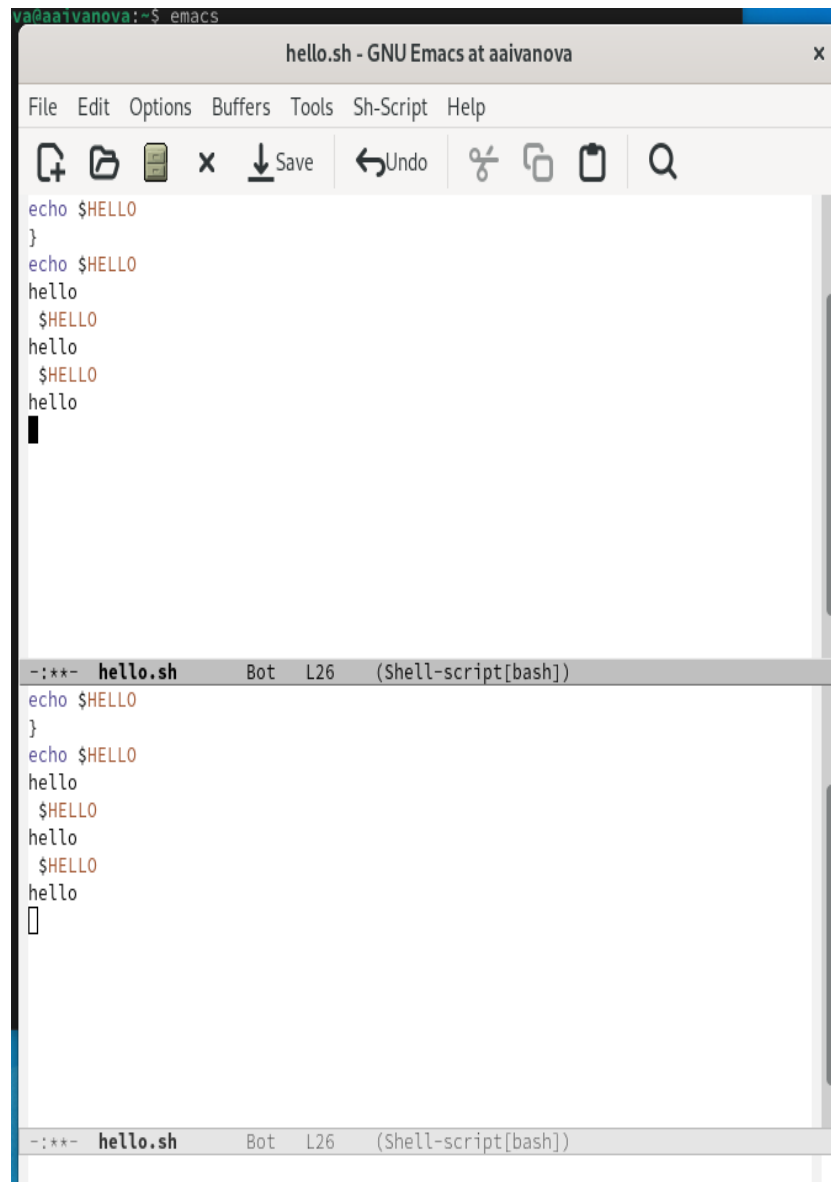 va@aaivanova:~$ emacs
hello.sh - GNU Emacs at aaivanova
File Edit Options Buffers Tools Sh-Script Help
Save Undo
echo $HELLO
}
echo $HELLO
hello
 $HELLO
hello
 $HELLO
hello
-:**- hello.sh Bot L26 (Shell-script[bash])
echo $HELLO
}
echo $HELLO
hello
 $HELLO
hello
 $HELLO
hello
-:**- hello.sh Bot L26 (Shell-script[bash])